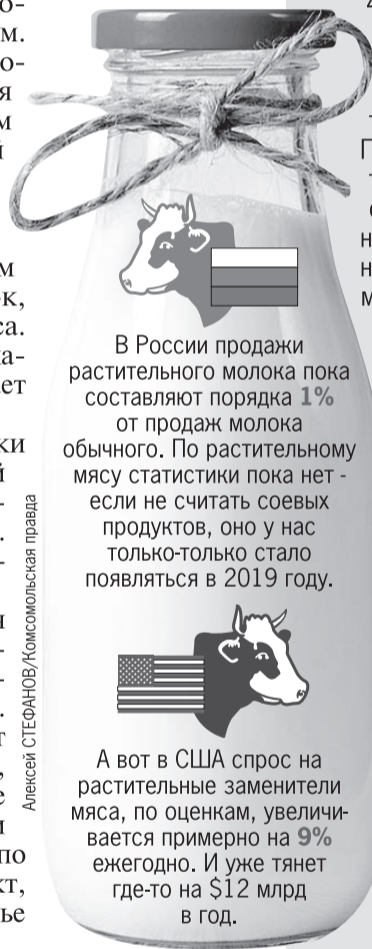 В России продажи
растительного молока пока
составляют порядка 1%
от продаж молока
обычного. По растительному
мясу статистики пока нет -
если не считать соевых
продуктов, оно у нас
только-только стало
появляться в 2019 году.
А вот в США спрос на
растительные заменители
мяса, по оценкам, увеличи-
вается примерно на 9%
ежегодно. И уже тянет
где-то на $12 млрд
в год.
Алексей СТЕФАНОВ/Комсомольская правда